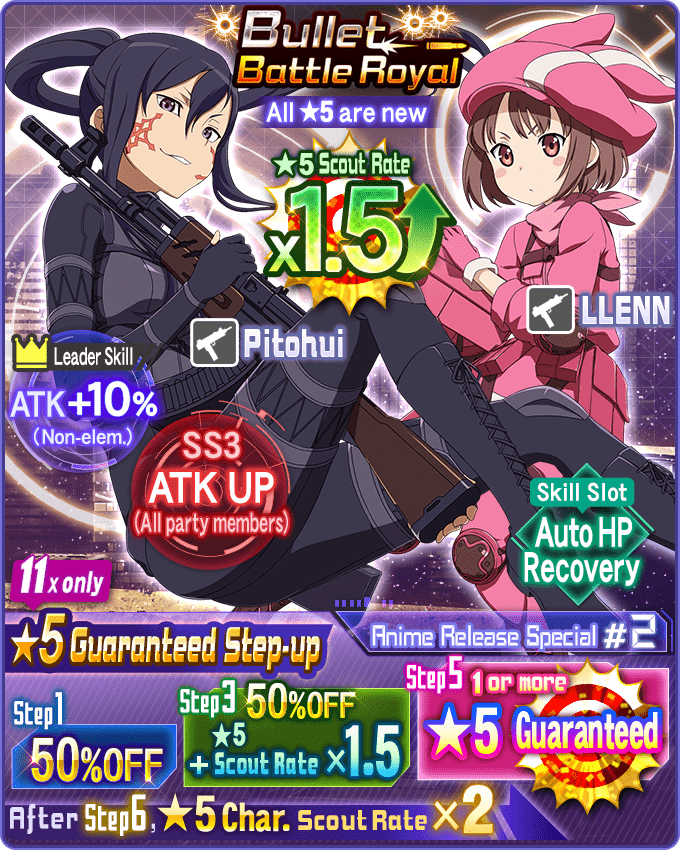 Bullet
Battle Royal
All ★5 are new
★5 Scout Rate
x1.5
LLENN
Pitohui
Leader Skill
ATK +10%
(Non-elem.)
SS3
ATK UP
(All party members)
Skill Slot
Auto HP
Recovery
11x only
★5 Guaranteed Step-up
Anime Release Special #2
Step1
50%OFF
Step3 50%OFF
★5
+ Scout Rate ×1.5
Step5 1 or more
★5 Guaranteed
After Step6, ★5 Char. Scout Rate ×2